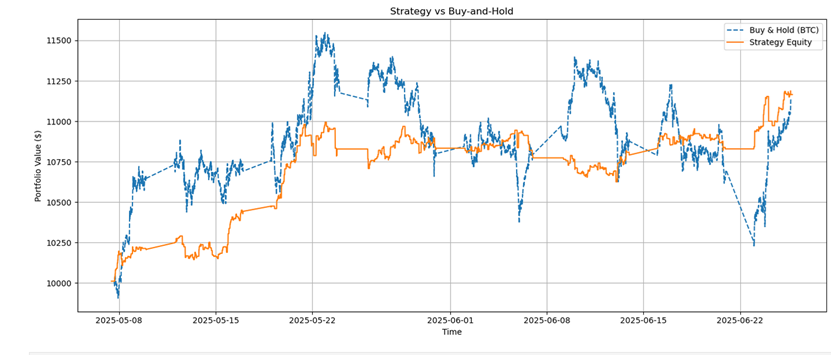 Strategy vs Buy-and-Hold
Buy & Hold (BTC)
Strategy Equity
Portfolio Value ($)
11500
11250
11000
10750
10500
10250
10000
2025-05-08 2025-05-15 2025-05-22 2025-06-01 2025-06-08 2025-06-15 2025-06-22
Time